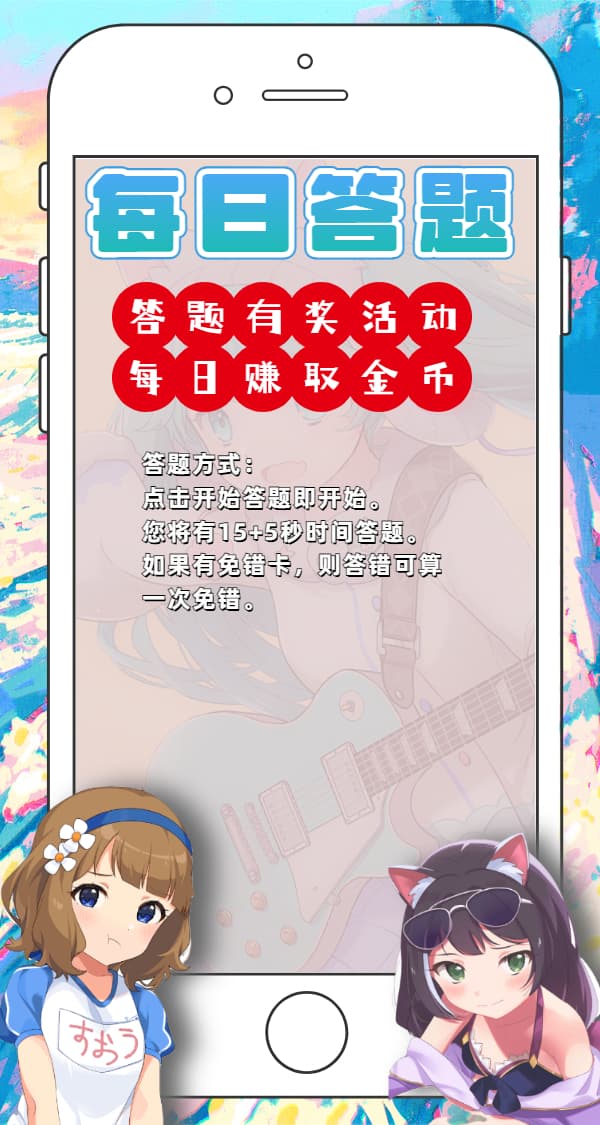 每日答题
答题有奖活动
每日赚取金币
答题方式：
点击开始答题即开始。
您将有15+5秒时间答题。
如果有免错卡，则答错可算
一次免错。
すおう